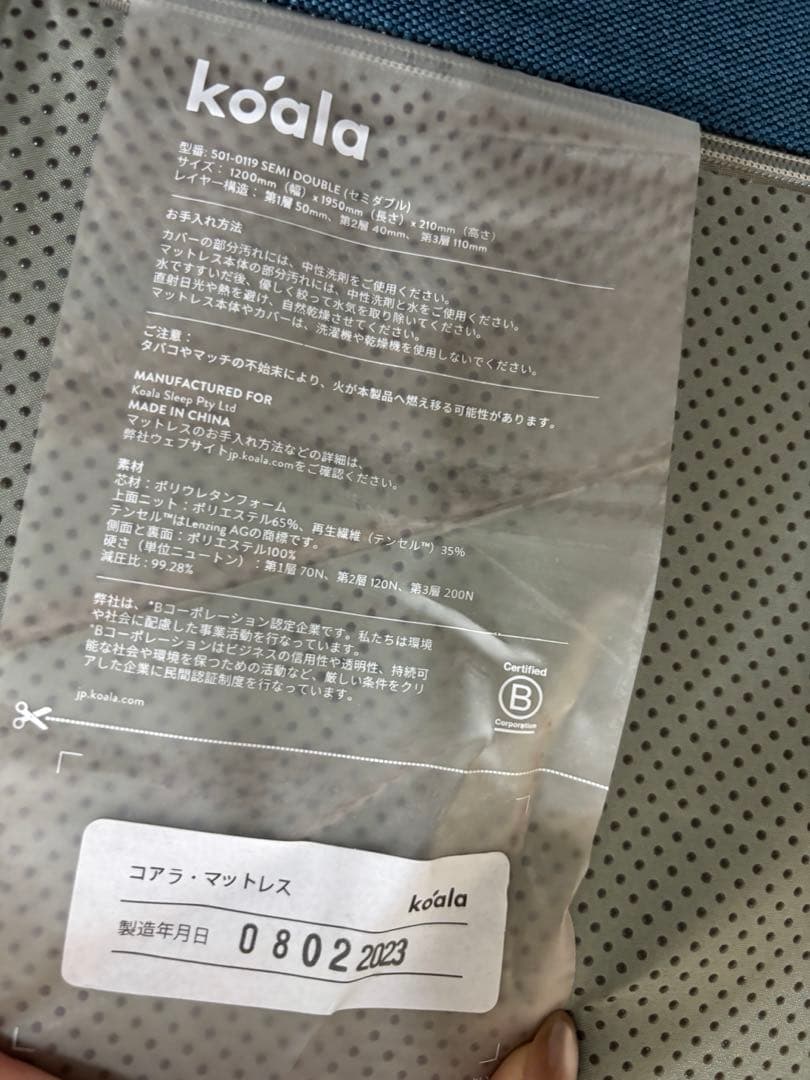 koala
型番: 501-0119 SEMI DOUBLE (セミダブル)
サイズ： 1200mm（幅）x 1950mm（長さ）x 210mm（高さ）
レイヤー構造： 第1層 50mm、第2層 40mm、 第3層 110mm
お手入れ方法
カバーの部分汚れには、中性洗剤をご使用ください。
マットレス本体の部分汚れには、中性洗剤と水をご使用ください。
水ですすいだ後、優しく絞って水気を取り除いてください。
直射日光や熱を避け、自然乾燥させてください。
マットレス本体やカバーは、洗濯機や乾燥機を使用しないでください。
ご注意：
タバコやマッチの不始末により、火が本製品へ燃え移る可能性があります。
MANUFACTURED FOR
Koala Sleep Pty Ltd
MADE IN CHINA
マットレスのお手入れ方法などの詳細は、
弊社ウェブサイトjp.koala.comをご確認ください。
素材
芯材：ポリウレタンフォーム
上面ニット：ポリエステル65%、再生繊維（テンセル™）35%
テンセル™はLenzing AGの商標です。
側面と裏面：ポリエステル100%
硬さ（単位ニュートン）：第1層 70N、第2層 120N、第3層 200N
減圧比 : 99.28%
弊社は、*Bコーポレーション認定企業です。私たちは環境
や社会に配慮した事業活動を行なっています。
*Bコーポレーションはビジネスの信用性や透明性、持続可
能な社会や環境を保つための活動など、厳しい条件をクリ
アした企業に民間認証制度を行なっています。
jp.koala.com
Certified
B
Corporation
コアラ・マットレス
koala
製造年月日 0802 2023